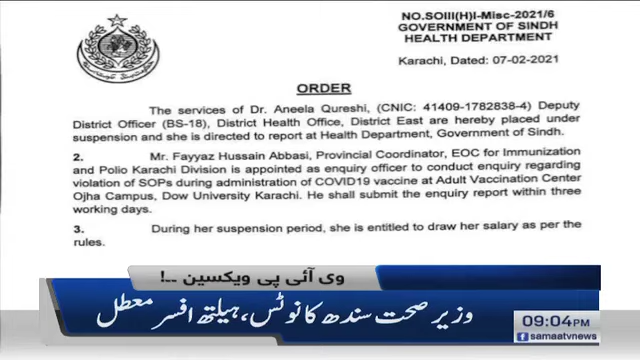 NO.SOIII(H)I-Misc-2021/6
GOVERNMENT OF SINDH
HEALTH DEPARTMENT
Karachi, Dated: 07-02-2021
ORDER
The services of Dr. Aneela Qureshi, (CNIC: 41409-1782838-4) Deputy
District Officer (BS-18), District Health Office, District East are hereby placed under
suspension and she is directed to report at Health Department, Government of Sindh.
2. Mr. Fayyaz Hussain Abbasi, Provincial Coordinator, EOC for Immunization
and Polio Karachi Division is appointed as enquiry officer to conduct enquiry regarding
violation of SOPs during administration of COVID19 vaccine at Adult Vaccination Center
Ojha Campus, Dow University Karachi. He shall submit the enquiry report within three
working days.
3. During her suspension period, she is entitled to draw her salary as per the
rules.
وی آئی پی ویکسین ..!
وزیر صحت سندھ کا نوٹس، ہیلتھ افسر معطل
09:04PM
samaatvnews